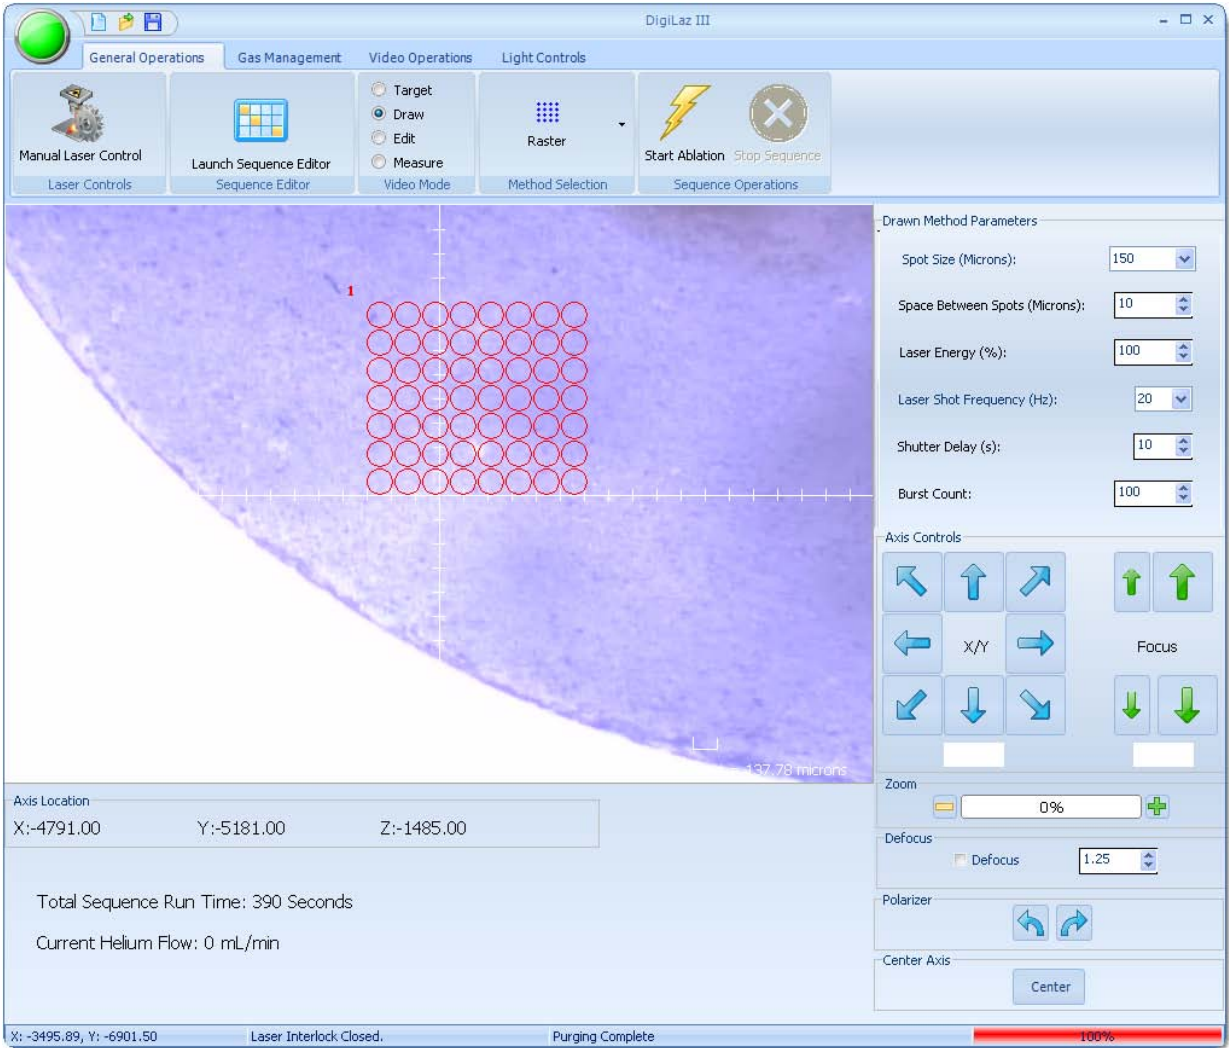 DigiLaz III
General Operations Gas Management Video Operations Light Controls
Manual Laser Control
Laser Controls
Launch Sequence Editor
Sequence Editor
Target
Draw
Edit
Measure
Video Mode
Raster
Method Selection
Start Ablation Stop Sequence
Sequence Operations
1
137.78 microns
Drawn Method Parameters
Spot Size (Microns): 150
Space Between Spots (Microns): 10
Laser Energy (%): 100
Laser Shot Frequency (Hz): 20
Shutter Delay (s): 10
Burst Count: 100
Axis Controls
X/Y Focus
Zoom
0%
Defocus
Defocus 1.25
Polarizer
Center Axis
Center
Axis Location
X:-4791.00 Y:-5181.00 Z:-1485.00
Total Sequence Run Time: 390 Seconds
Current Helium Flow: 0 mL/min
X: -3495.89, Y: -6901.50 Laser Interlock Closed. Purging Complete 100%